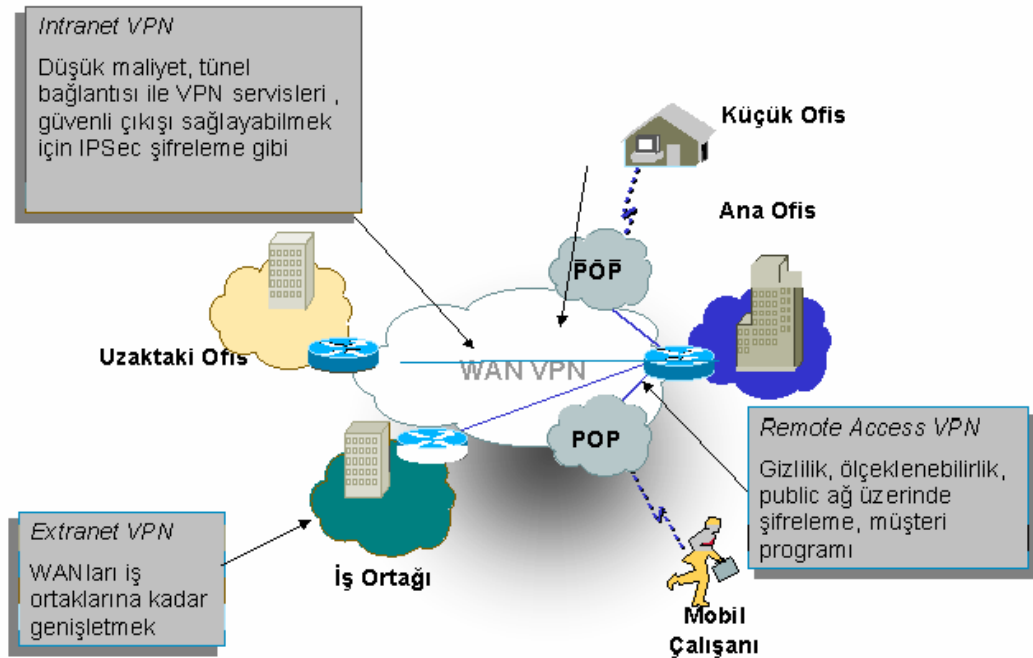 Intranet VPN
Düşük maliyet, tünel
bağlantısı ile VPN servisleri ,
güvenli çıkışı sağlayabilmek
için IPSec şifreleme gibi
Küçük Ofis
Ana Ofis
POP
Uzaktaki Ofis
WAN VPN
POP
Remote Access VPN
Gizlilik, ölçeklenebilirlik,
public ağ üzerinde
şifreleme, müşteri
programı
Extranet VPN
WANları iş
ortaklarına kadar
genişletmek
İş Ortağı
Mobil
Çalışanı